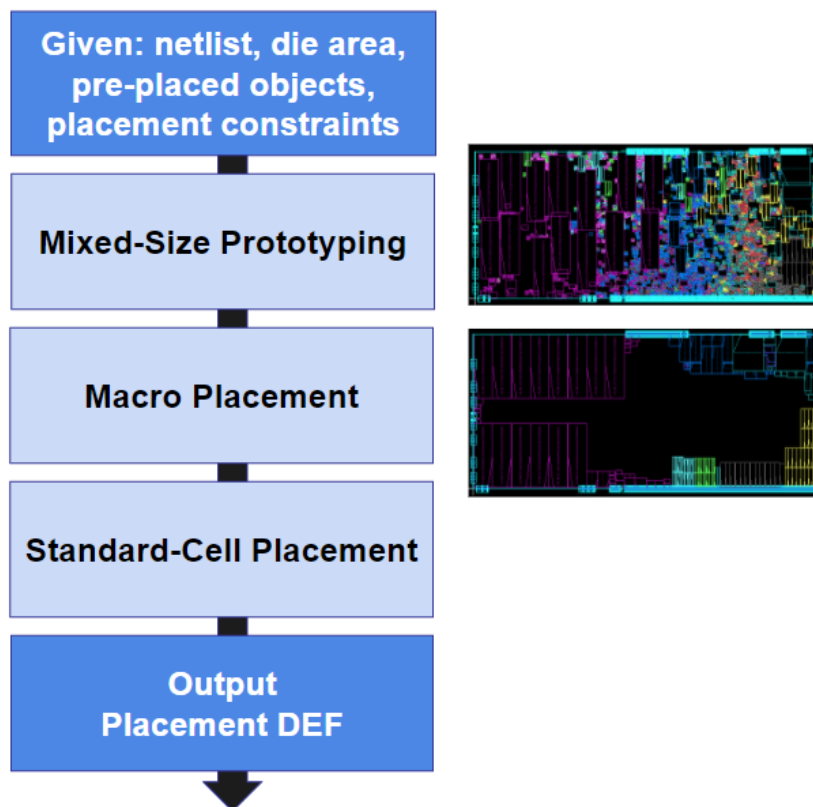 Given: netlist, die area,
pre-placed objects,
placement constraints
Mixed-Size Prototyping
Macro Placement
Standard-Cell Placement
Output
Placement DEF